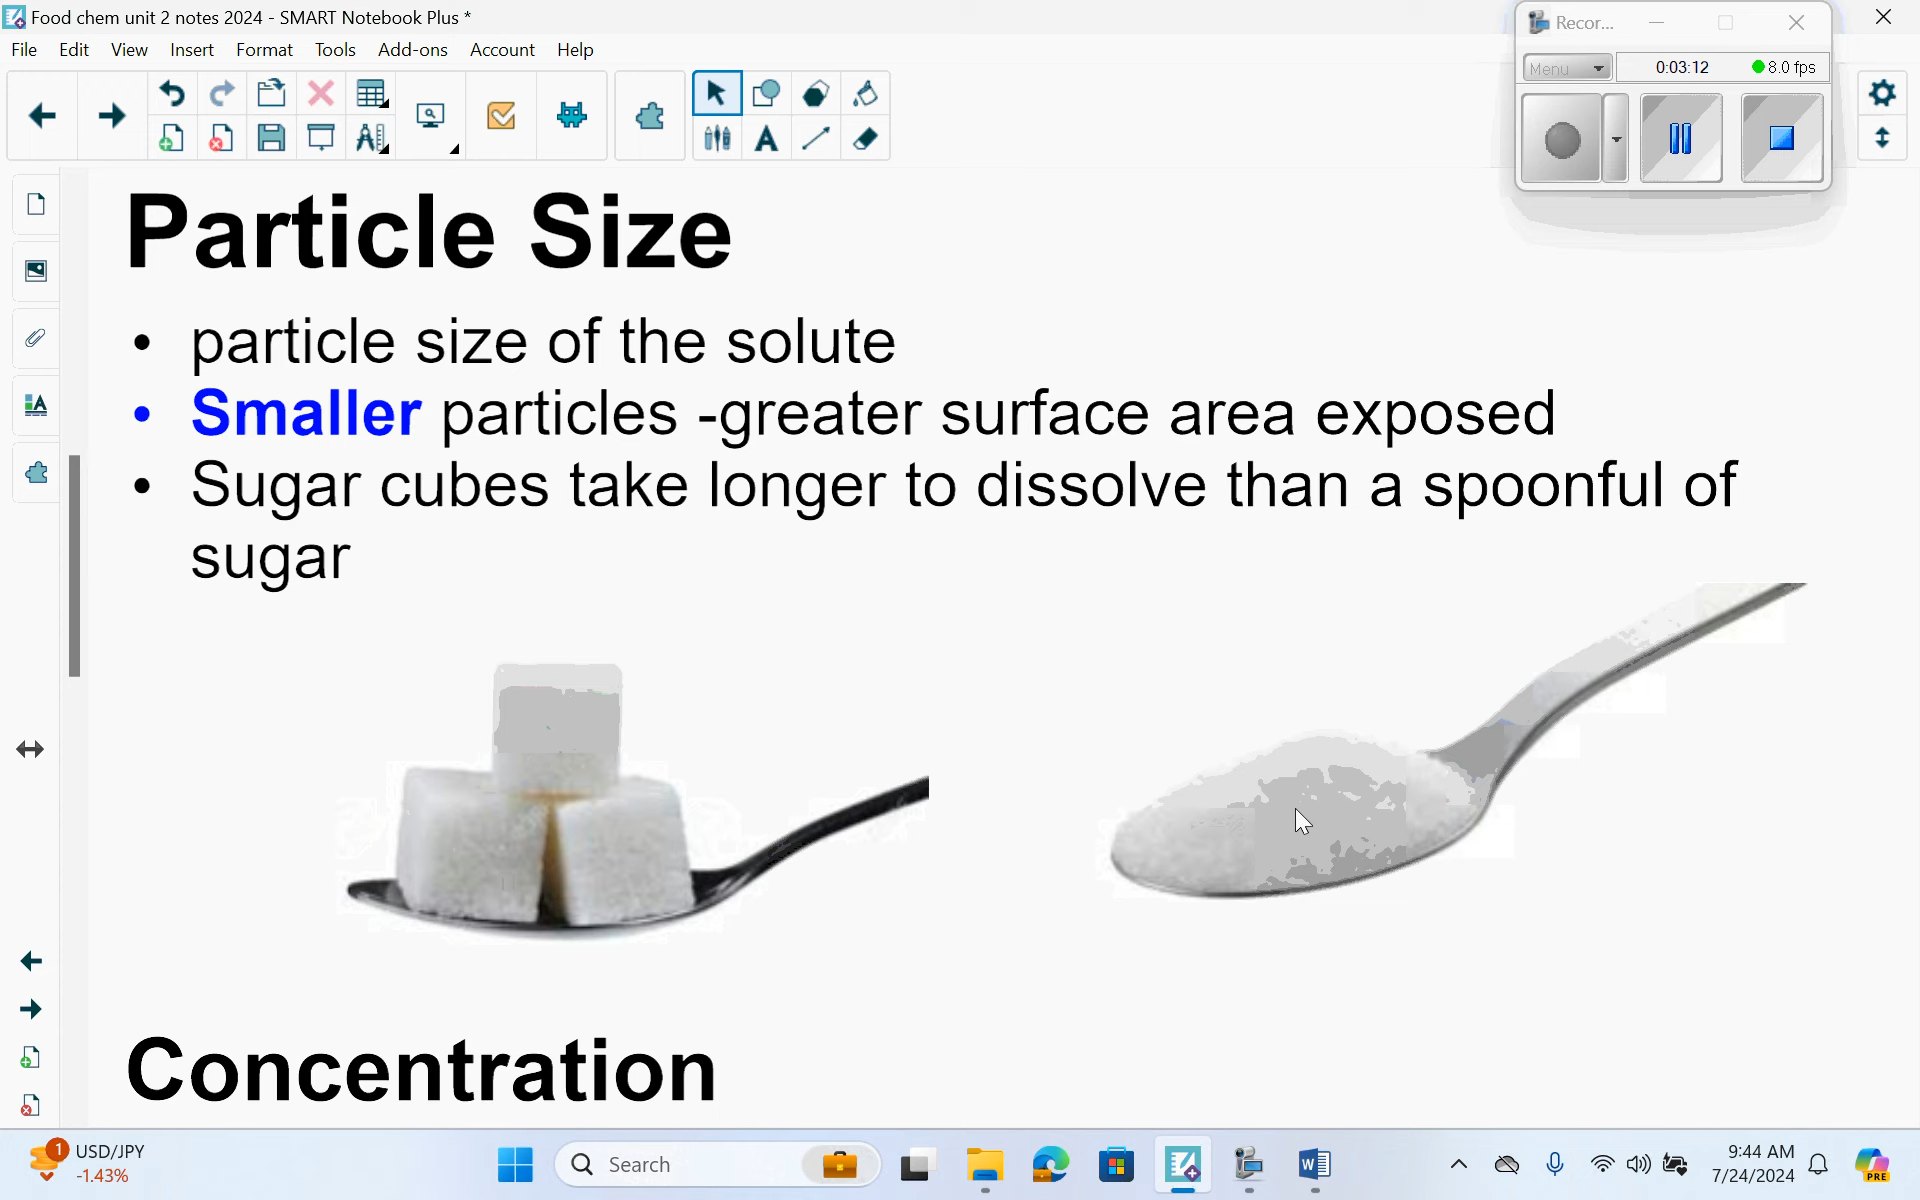 Food chem unit 2 notes 2024 - SMART Notebook Plus *
Recor...
File Edit View Insert Format Tools Add-ons Account Help
Menu 0:03:12 8.0 fps
Particle Size
• particle size of the solute
• Smaller particles -greater surface area exposed
• Sugar cubes take longer to dissolve than a spoonful of
sugar
Concentration
1 USD/JPY
-1.43%
Search
9:44 AM
7/24/2024
PRE